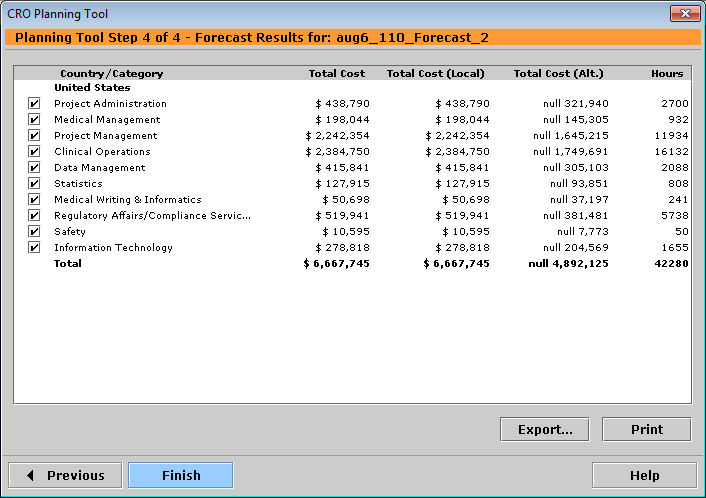 CRO Planning Tool
Planning Tool Step 4 of 4 - Forecast Results for: aug6_110_Forecast_2
Country/Category Total Cost Total Cost (Local) Total Cost (Alt.) Hours
United States
Project Administration $ 438,790 $ 438,790 null 321,940 2700
Medical Management $ 198,044 $ 198,044 null 145,305 932
Project Management $ 2,242,354 $ 2,242,354 null 1,645,215 11934
Clinical Operations $ 2,384,750 $ 2,384,750 null 1,749,691 16132
Data Management $ 415,841 $ 415,841 null 305,103 2088
Statistics $ 127,915 $ 127,915 null 93,851 808
Medical Writing & Informatics $ 50,698 $ 50,698 null 37,197 241
Regulatory Affairs/Compliance Servic... $ 519,941 $ 519,941 null 381,481 5738
Safety $ 10,595 $ 10,595 null 7,773 50
Information Technology $ 278,818 $ 278,818 null 204,569 1655
Total $ 6,667,745 $ 6,667,745 null 4,892,125 42280
Export... Print
Previous Finish Help